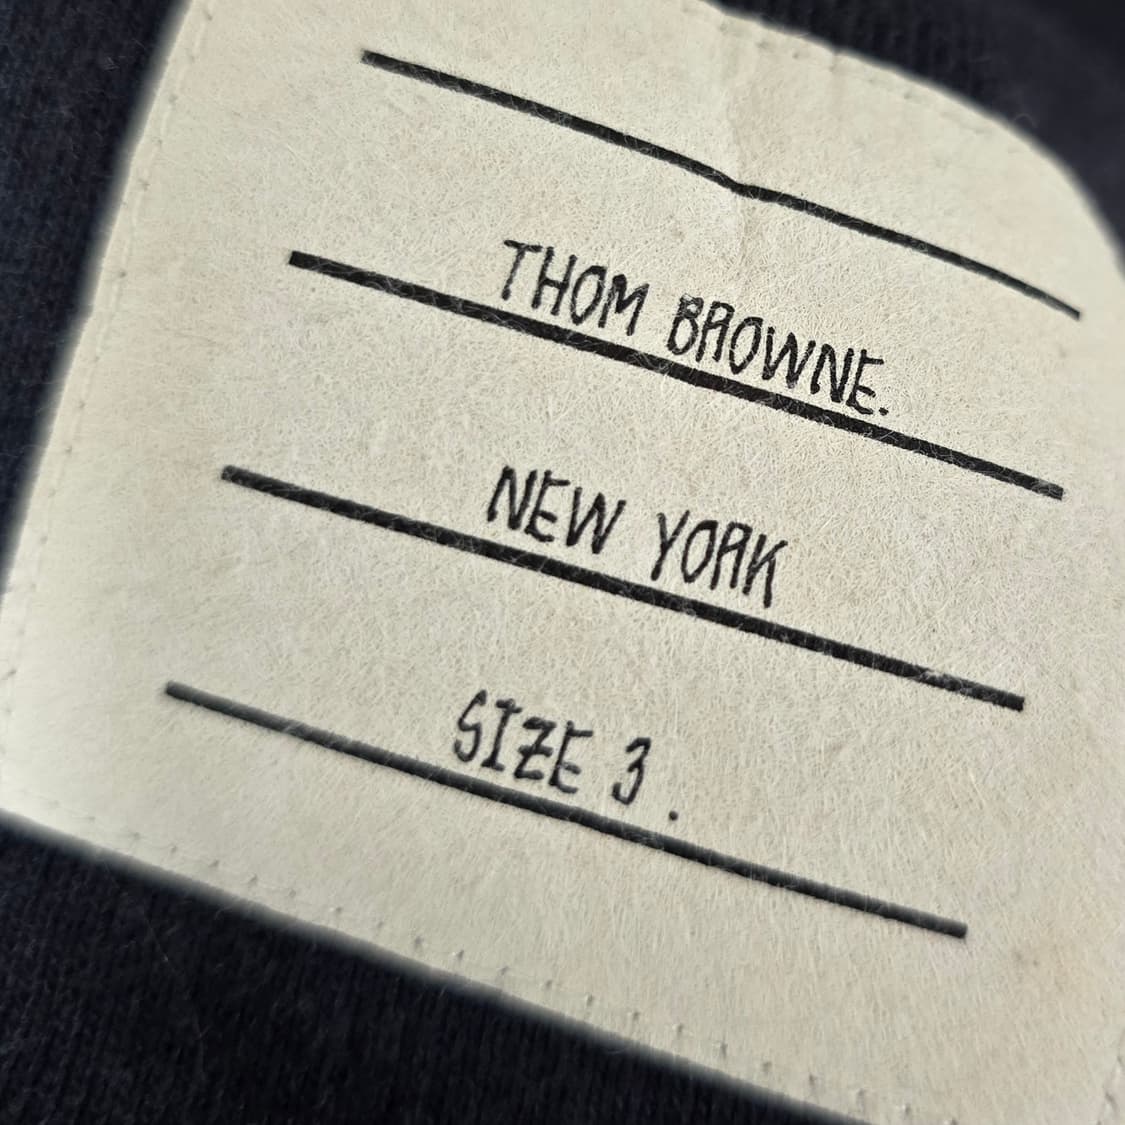 THOM BROWNE.
NEW YORK
SIZE 3.